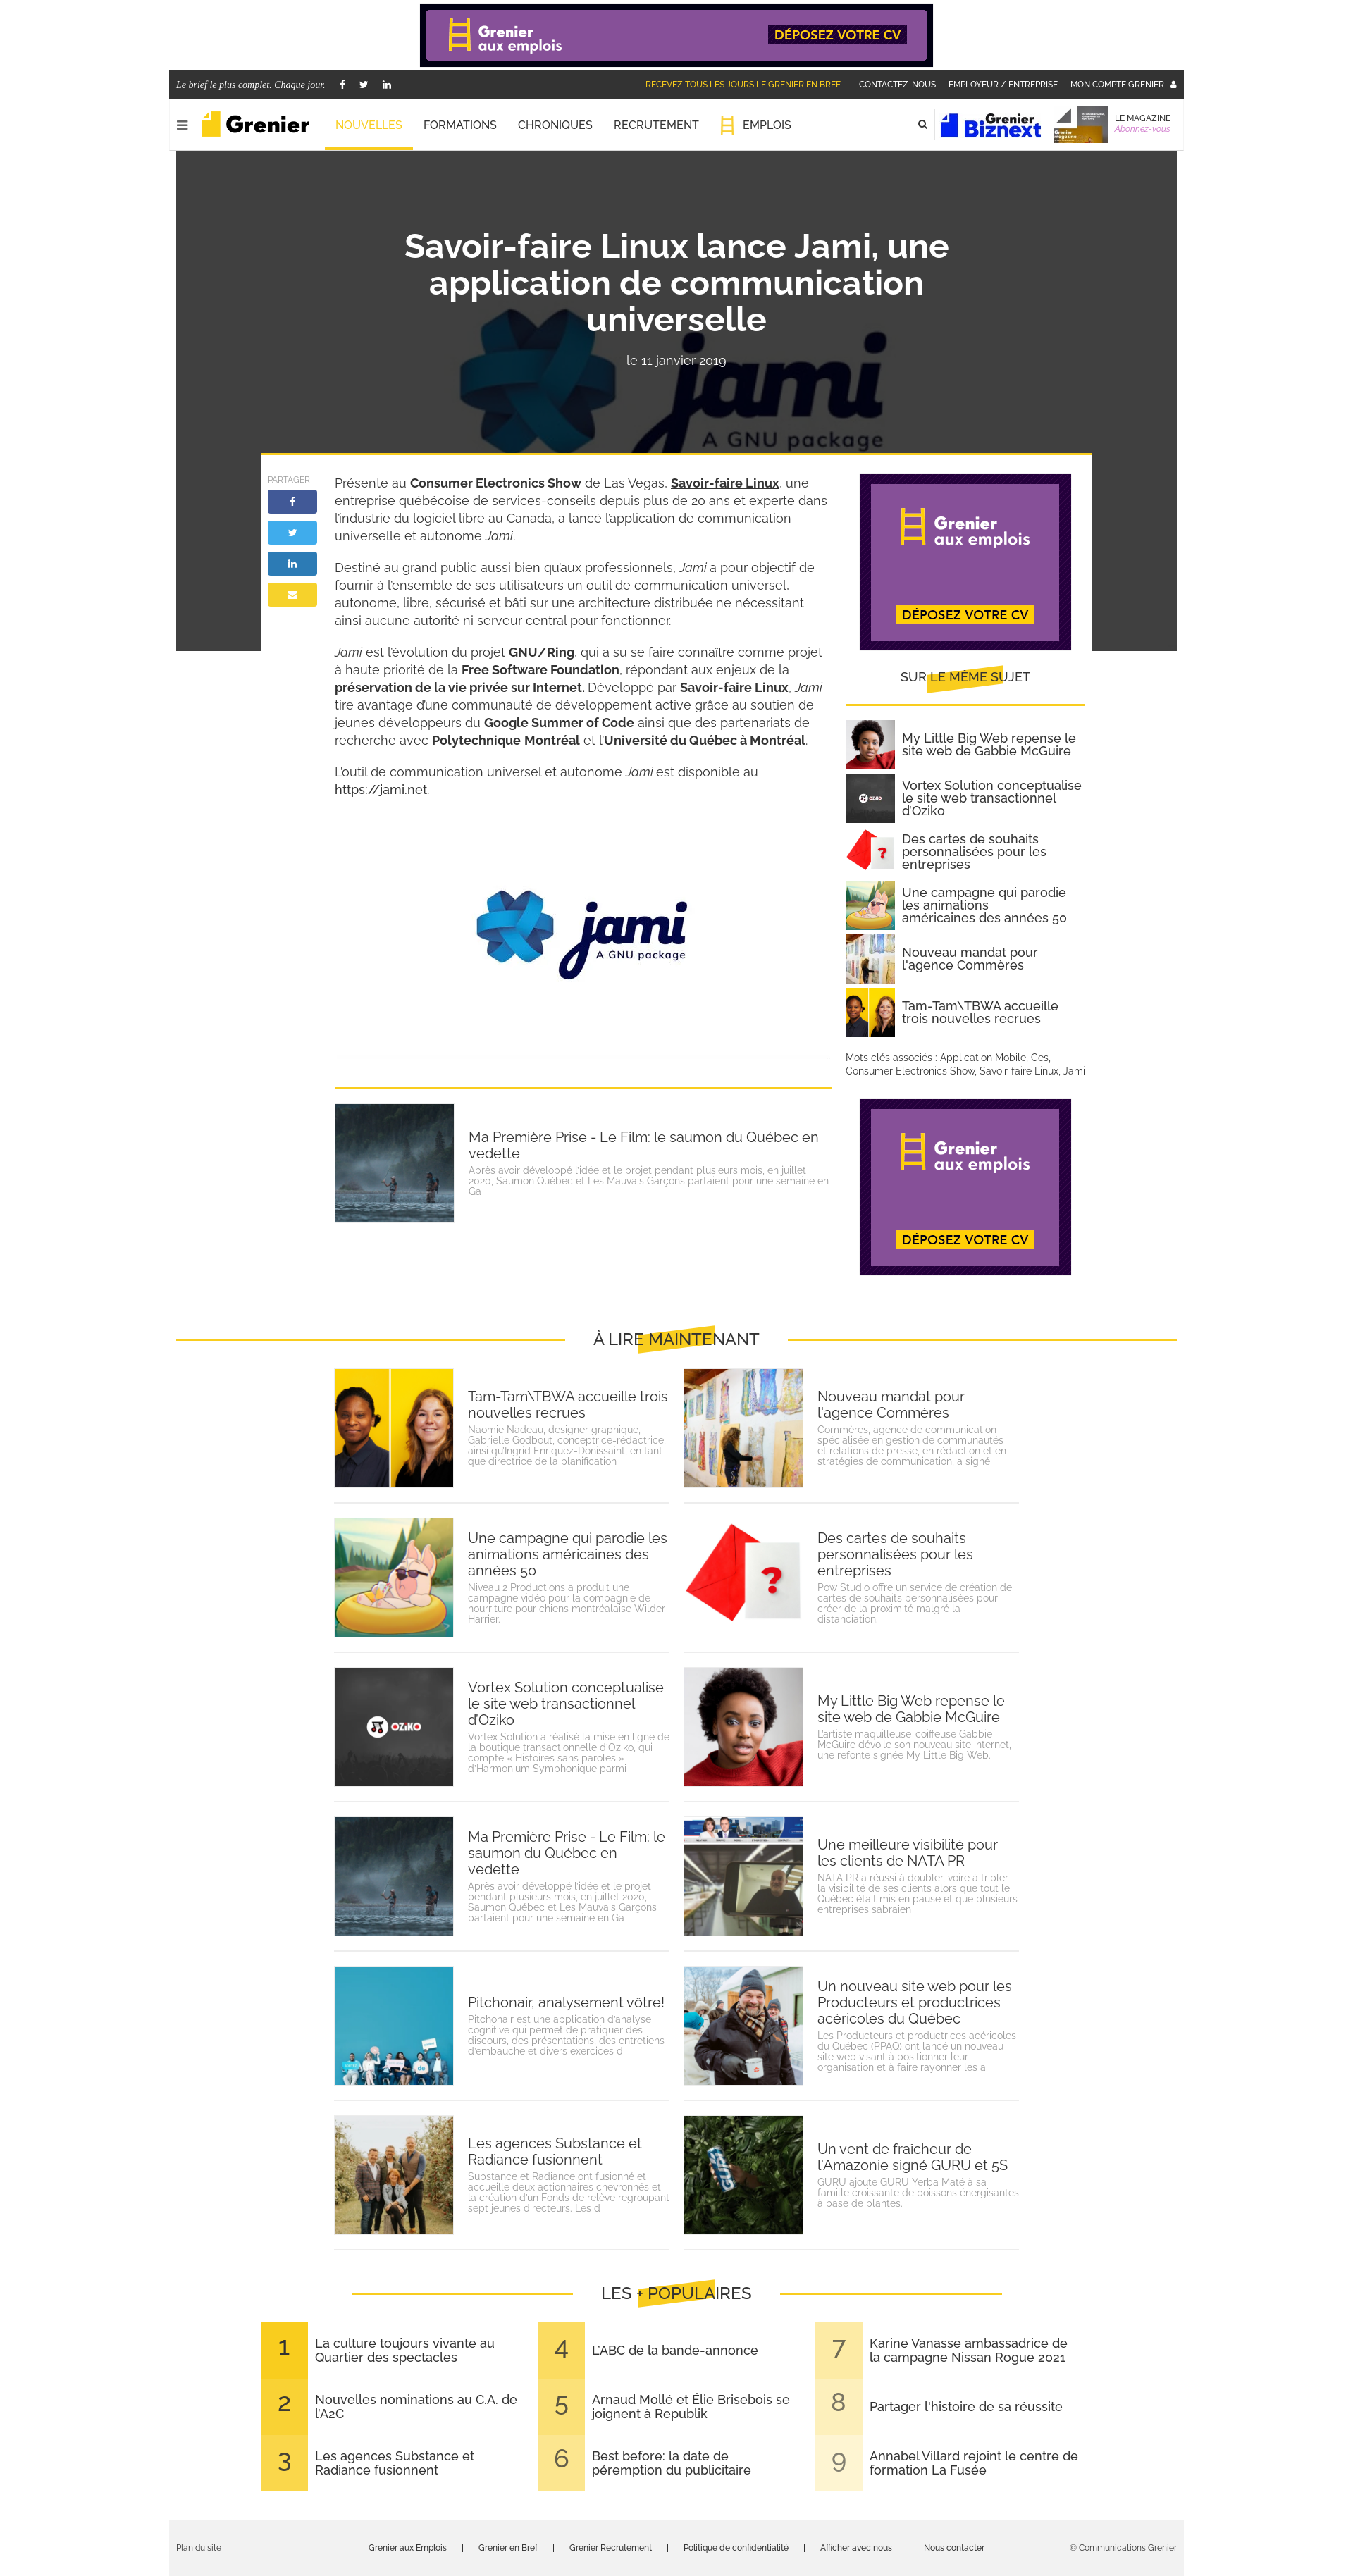 Grenier
aux emplois
DÉPOSEZ VOTRE CV
Le brief le plus complet. Chaque jour.
RECEVEZ TOUS LES JOURS LE GRENIER EN BREF
CONTACTEZ-NOUS
EMPLOYEUR / ENTREPRISE
MON COMPTE GRENIER
Grenier
NOUVELLES
FORMATIONS
CHRONIQUES
RECRUTEMENT
EMPLOIS
Grenier
Biznext
LE MAGAZINE
Abonnez-vous
Savoir-faire Linux lance Jami, une
application de communication
universelle
le 11 janvier 2019
jami
A GNU package
PARTAGER
Présente au Consumer Electronics Show de Las Vegas, Savoir-faire Linux, une
entreprise québécoise de services-conseils depuis plus de 20 ans et experte dans
l'industrie du logiciel libre au Canada, a lancé l'application de communication
universelle et autonome Jami.
Destiné au grand public aussi bien qu'aux professionnels, Jami a pour objectif de
fournir à l'ensemble de ses utilisateurs un outil de communication universel,
autonome, libre, sécurisé et bâti sur une architecture distribuée ne nécessitant
ainsi aucune autorité ni serveur central pour fonctionner.
Jami est l'évolution du projet GNU/Ring, qui a su se faire connaître comme projet
à haute priorité de la Free Software Foundation, répondant aux enjeux de la
préservation de la vie privée sur Internet. Développé par Savoir-faire Linux, Jami
tire avantage d'une communauté de développement active grâce au soutien de
jeunes développeurs du Google Summer of Code ainsi que des partenariats de
recherche avec Polytechnique Montréal et l'Université du Québec à Montréal.
L'outil de communication universel et autonome Jami est disponible au
https://jami.net.
jami
A GNU package
Grenier
aux emplois
DÉPOSEZ VOTRE CV
SUR LE MÊME SUJET
My Little Big Web repense le
site web de Gabbie McGuire
Vortex Solution conceptualise
le site web transactionnel
d'Oziko
Des cartes de souhaits
personnalisées pour les
entreprises
Une campagne qui parodie
les animations
américaines des années 50
Nouveau mandat pour
l'agence Commères
Tam-Tam\TBWA accueille
trois nouvelles recrues
Mots clés associés : Application Mobile, Ces,
Consumer Electronics Show, Savoir-faire Linux, Jami
Grenier
aux emplois
DÉPOSEZ VOTRE CV
Ma Première Prise - Le Film: le saumon du Québec en
vedette
Après avoir développé l'idée et le projet pendant plusieurs mois, en juillet
2020, Saumon Québec et Les Mauvais Garçons partaient pour une semaine en
Ga
À LIRE MAINTENANT
Tam-Tam\TBWA accueille trois
nouvelles recrues
Naomie Nadeau, designer graphique,
Gabrielle Godbout, conceptrice-rédactrice,
ainsi qu'Ingrid Enriquez-Donissaint, en tant
que directrice de la planification
Nouveau mandat pour
l'agence Commères
Commères, agence de communication
spécialisée en gestion de communautés
et relations de presse, en rédaction et en
stratégies de communication, a signé
Une campagne qui parodie les
animations américaines des
années 50
Niveau 2 Productions a produit une
campagne vidéo pour la compagnie de
nourriture pour chiens montréalaise Wilder
Harrier.
Des cartes de souhaits
personnalisées pour les
entreprises
Pow Studio offre un service de création de
cartes de souhaits personnalisées pour
créer de la proximité malgré la
distanciation.
OZIKO
Vortex Solution conceptualise
le site web transactionnel
d'Oziko
Vortex Solution a réalisé la mise en ligne de
la boutique transactionnelle d'Oziko, qui
compte « Histoires sans paroles »
d'Harmonium Symphonique parmi
My Little Big Web repense le
site web de Gabbie McGuire
L'artiste maquilleuse-coiffeuse Gabbie
McGuire dévoile son nouveau site internet,
une refonte signée My Little Big Web.
Ma Première Prise - Le Film: le
saumon du Québec en
vedette
Après avoir développé l'idée et le projet
pendant plusieurs mois, en juillet 2020,
Saumon Québec et Les Mauvais Garçons
partaient pour une semaine en Ga
Une meilleure visibilité pour
les clients de NATA PR
NATA PR a réussi à doubler, voire à tripler
la visibilité de ses clients alors que tout le
Québec était mis en pause et que plusieurs
entreprises sabraien
Pitchonair, analysement vôtre!
Pitchonair est une application d'analyse
cognitive qui permet de pratiquer des
discours, des présentations, des entretiens
d'embauche et divers exercices d
Un nouveau site web pour les
Producteurs et productrices
acéricoles du Québec
Les Producteurs et productrices acéricoles
du Québec (PPAQ) ont lancé un nouveau
site web visant à positionner leur
organisation et à faire rayonner les a
Les agences Substance et
Radiance fusionnent
Substance et Radiance ont fusionné et
accueille deux actionnaires chevronnés et
la création d'un Fonds de relève regroupant
sept jeunes directeurs. Les d
GURU
Un vent de fraîcheur de
l'Amazonie signé GURU et 5S
GURU ajoute GURU Yerba Maté à sa
famille croissante de boissons énergisantes
à base de plantes.
LES + POPULAIRES
1
La culture toujours vivante au
Quartier des spectacles
2
Nouvelles nominations au C.A. de
l'A2C
3
Les agences Substance et
Radiance fusionnent
4
L'ABC de la bande-annonce
5
Arnaud Mollé et Élie Brisebois se
joignent à Republik
6
Best before: la date de
péremption du publicitaire
7
Karine Vanasse ambassadrice de
la campagne Nissan Rogue 2021
8
Partager l'histoire de sa réussite
9
Annabel Villard rejoint le centre de
formation La Fusée
Plan du site
Grenier aux Emplois | Grenier en Bref | Grenier Recrutement | Politique de confidentialité | Afficher avec nous | Nous contacter
© Communications Grenier